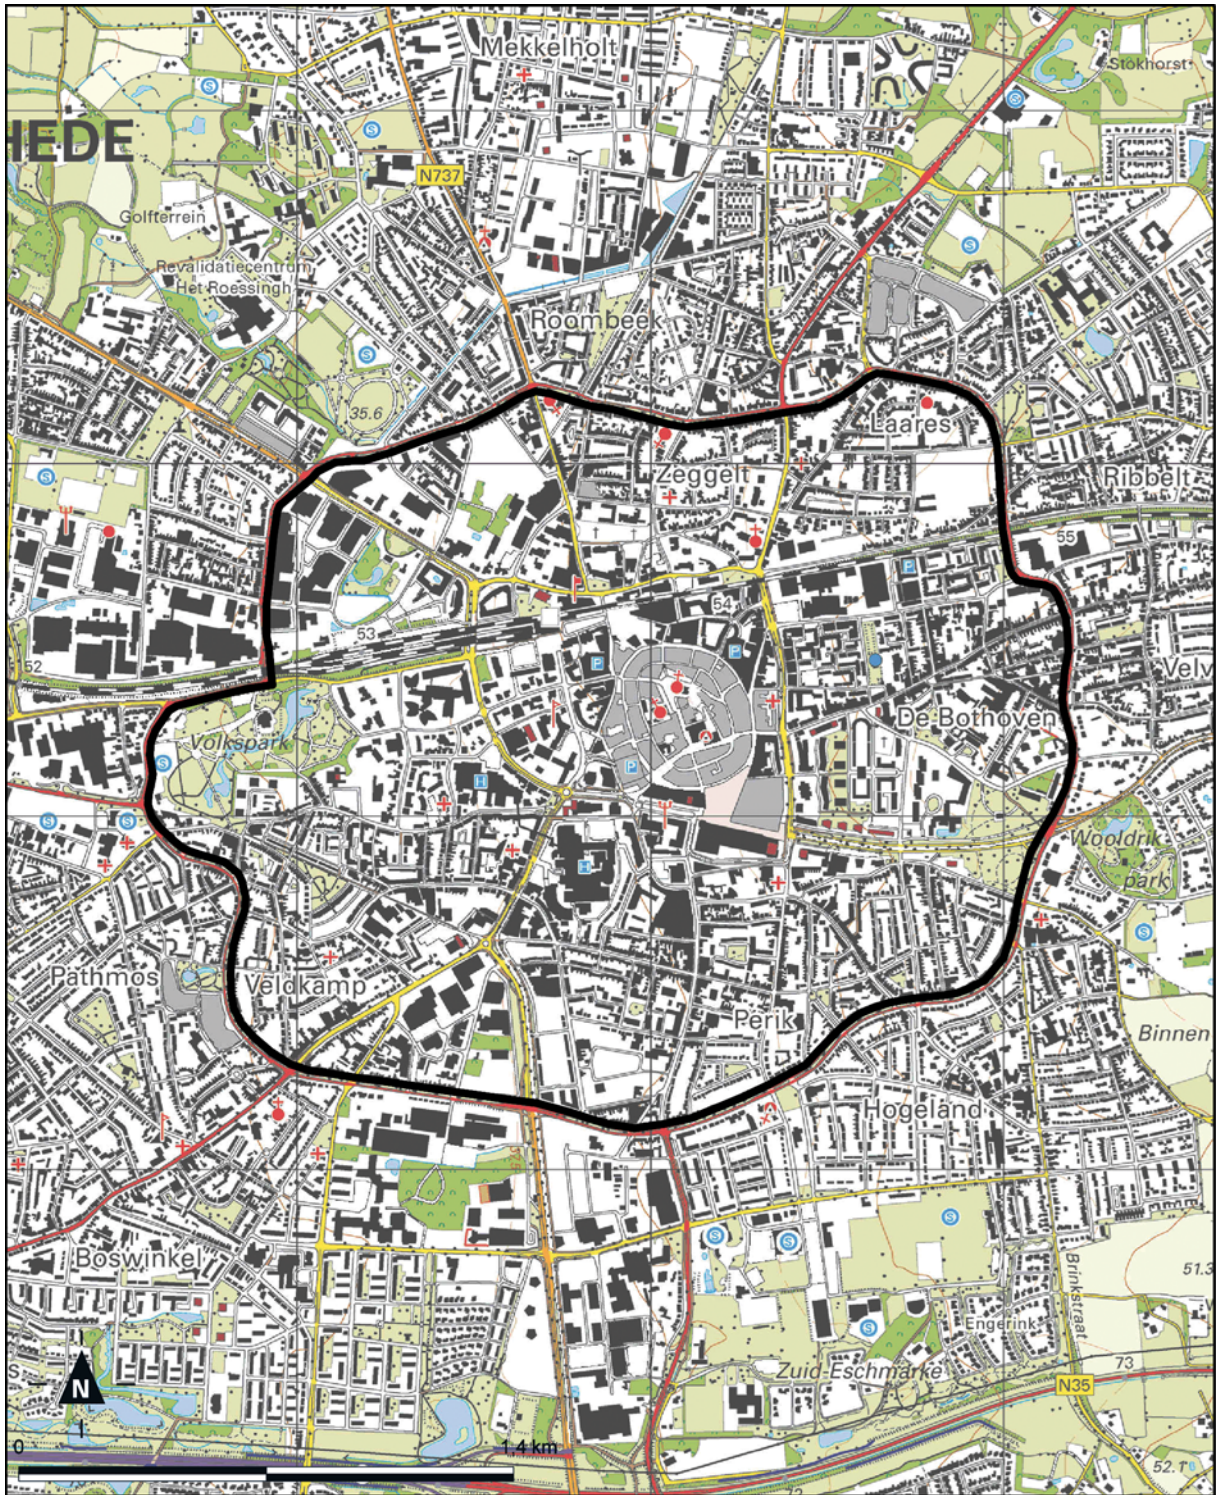 Mekkelholt
Stokhorst
HEDE
N737
Golfterrein
Revalidatiecentrum
Het Roessingh
Roombeek
35.6
Laares
Zeggelt
Ribbelt
55
54
53
52
Velv
De Bothoven
Volkspark
P
P
P
P
H
H
Wooldrik-
park
Pathmos
Veldkamp
Perik
Binnen
Hogeland
Boswinkel
Brinkstraat
51.3
Engerink
Zuid-Eschmarke
73
N35
N
0
1,4 km
52.1